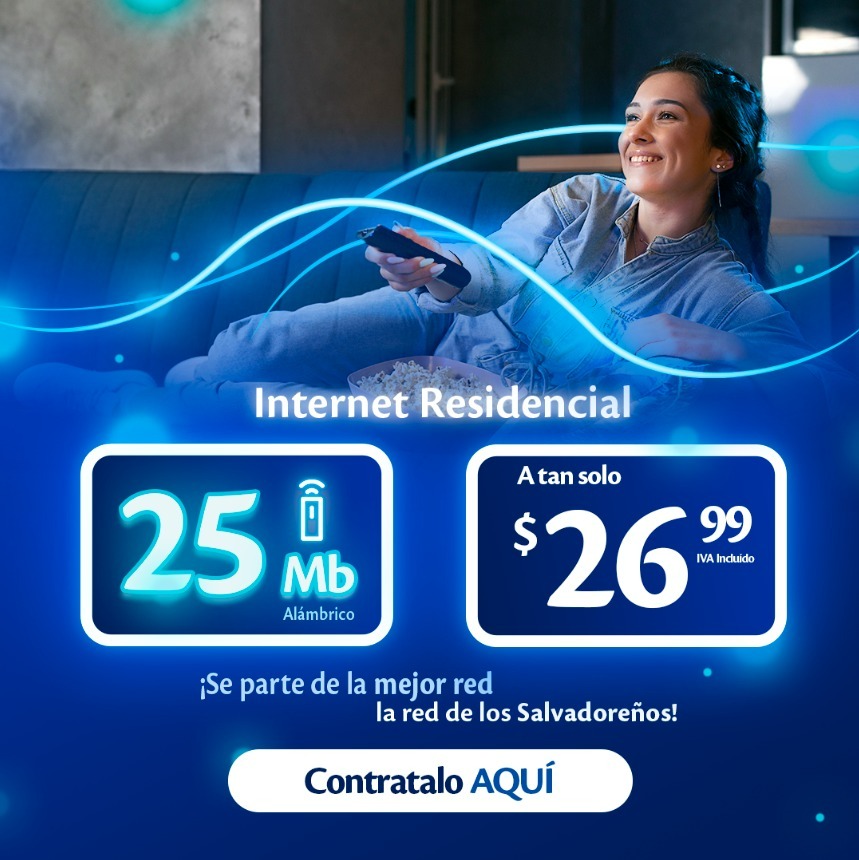 Internet Residencial
25 Mb
Alámbrico
A tan solo
$26.99
IVA Incluido
¡Se parte de la mejor red
la red de los Salvadoreños!
Contratalo AQUÍ